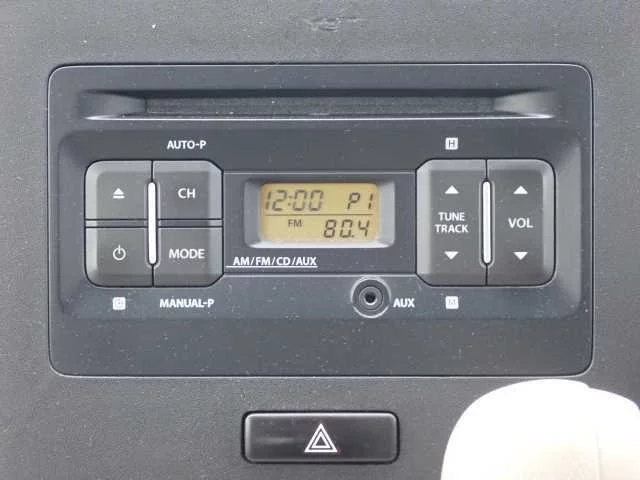 AUTO-P
H
CH
12:00 P1
TUNE
TRACK
VOL
FM 80.4
MODE
AM/FM/CD/AUX
C
MANUAL-P
AUX
M